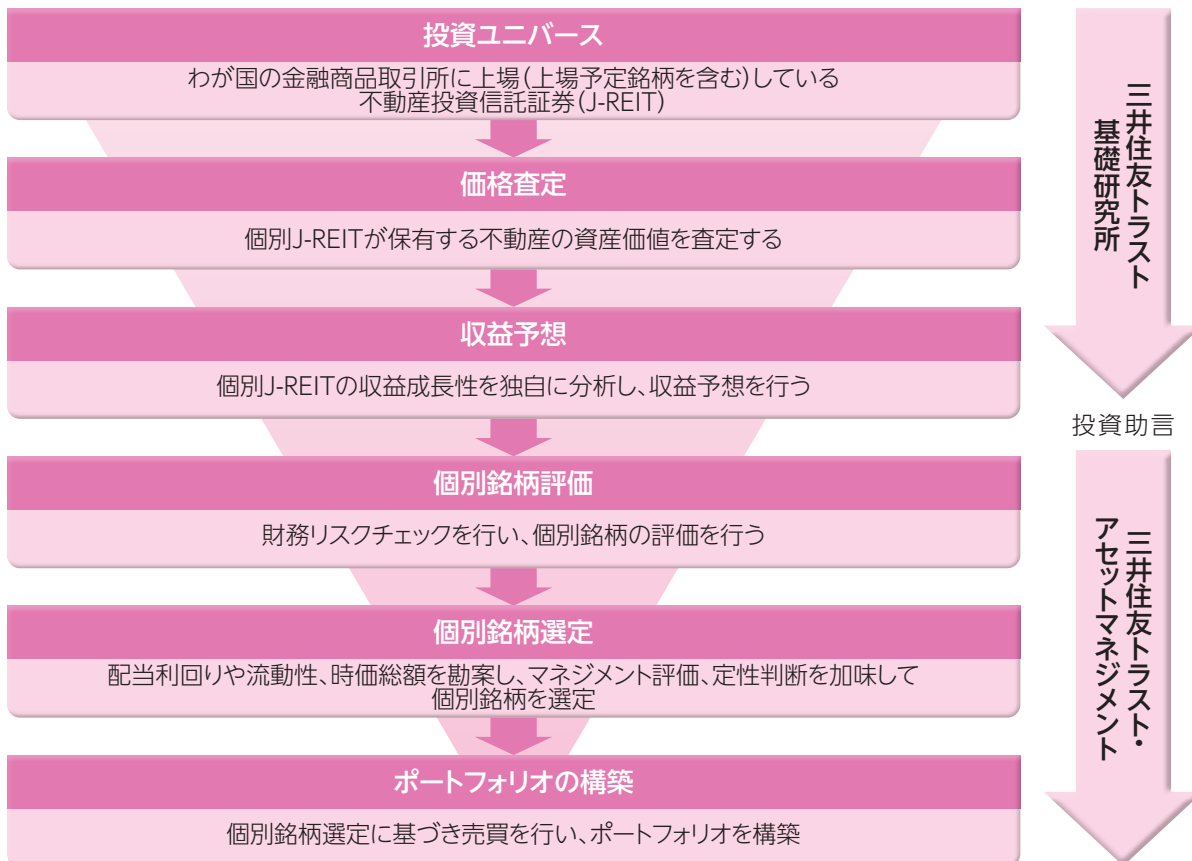 投資ユニバース
わが国の金融商品取引所に上場(上場予定銘柄を含む)している
不動産投資信託証券(J-REIT)
価格査定
個別J-REITが保有する不動産の資産価値を査定する
収益予想
個別J-REITの収益成長性を独自に分析し、収益予想を行う
個別銘柄評価
財務リスクチェックを行い、個別銘柄の評価を行う
個別銘柄選定
配当利回りや流動性、時価総額を勘案し、マネジメント評価、定性判断を加味して
個別銘柄を選定
ポートフォリオの構築
個別銘柄選定に基づき売買を行い、ポートフォリオを構築
三井住友トラスト
基礎研究所
投資助言
三井住友トラスト・
アセットマネジメント